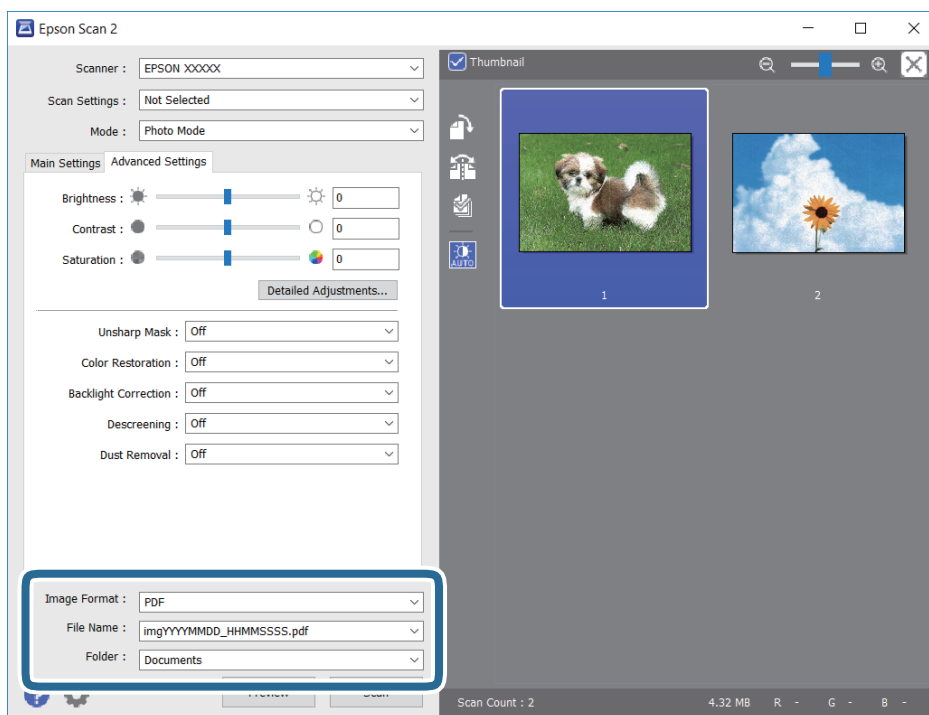 Epson Scan 2
Scanner : EPSON XXXXX
Scan Settings : Not Selected
Mode : Photo Mode
Main Settings Advanced Settings
Brightness : 0
Contrast : 0
Saturation : 0
Detailed Adjustments...
Unsharp Mask : Off
Color Restoration : Off
Backlight Correction : Off
Descreening : Off
Dust Removal : Off
Image Format : PDF
File Name : imgYYYYMMDD_HHMMSSSS.pdf
Folder : Documents
Preview Scan
Thumbnail
AUTO
1
2
Scan Count : 2 4.32 MB R - G - B -